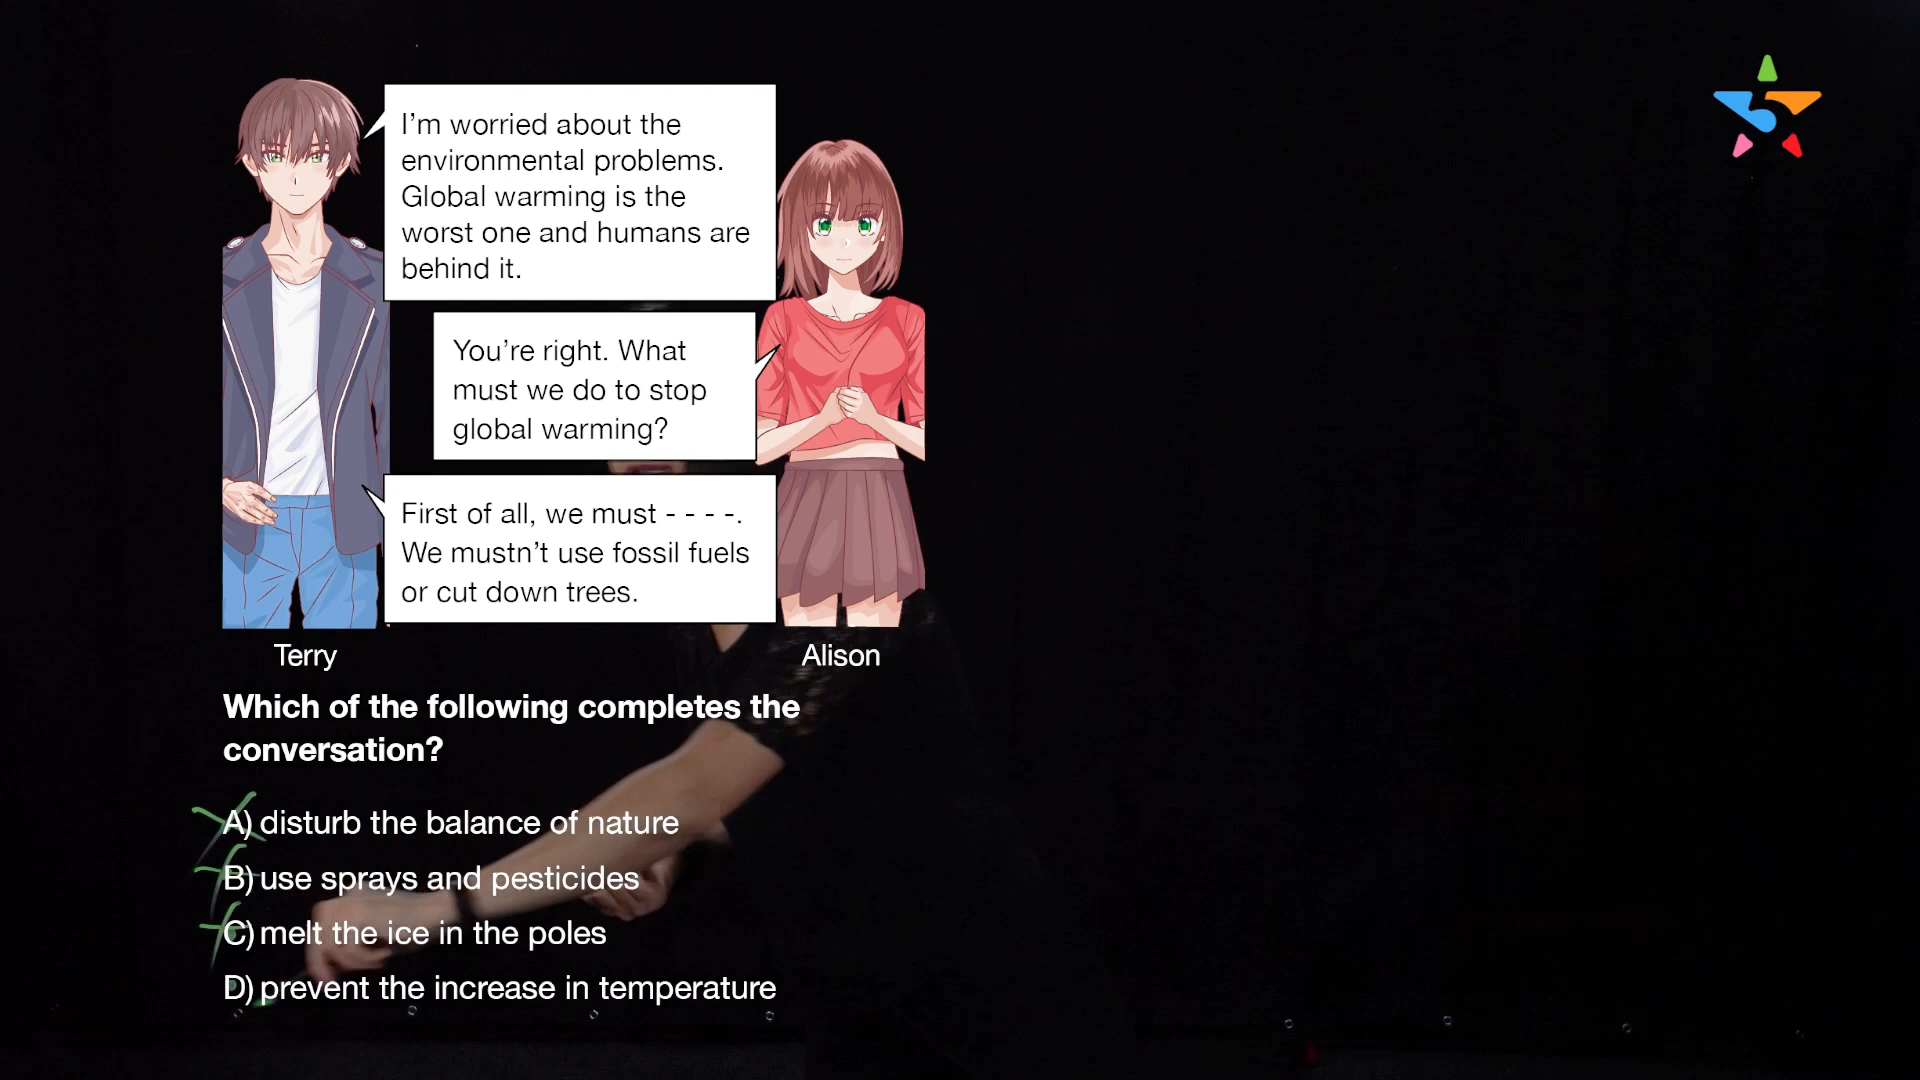 I'm worried about the
environmental problems.
Global warming is the
worst one and humans are
behind it.
You're right. What
must we do to stop
global warming?
First of all, we must - - - -.
We mustn't use fossil fuels
or cut down trees.
Terry
Alison
Which of the following completes the
conversation?
A) disturb the balance of nature
B) use sprays and pesticides
C) melt the ice in the poles
D) prevent the increase in temperature